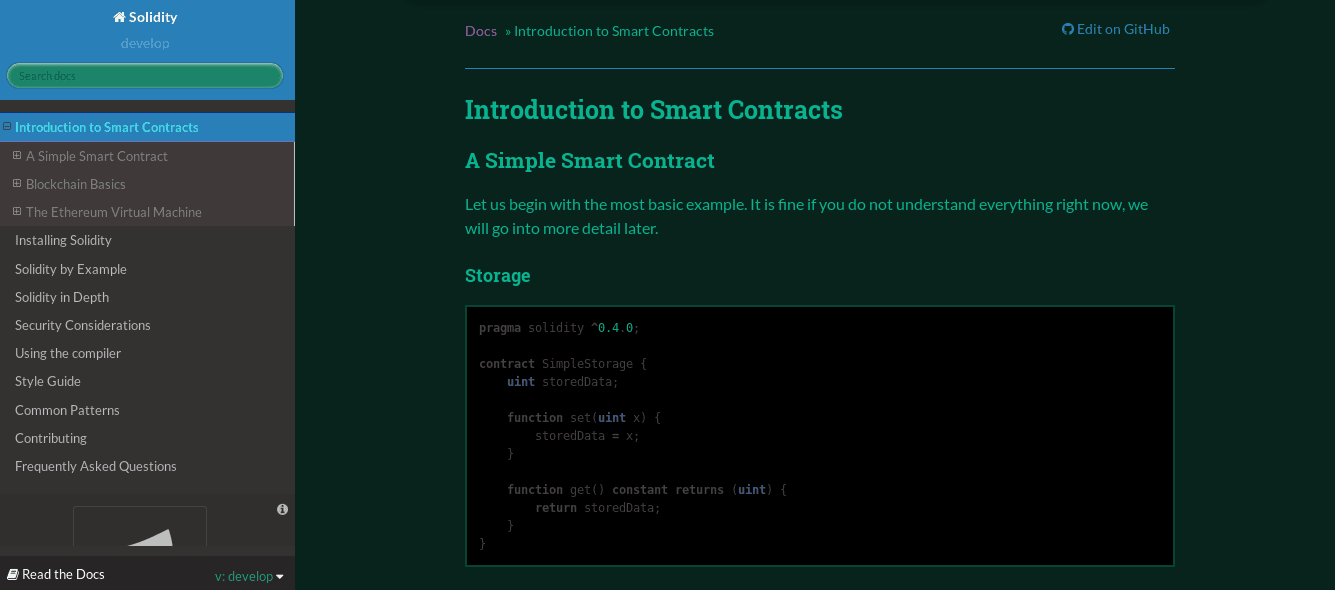 Solidity
develop
Search docs
Introduction to Smart Contracts
A Simple Smart Contract
Blockchain Basics
The Ethereum Virtual Machine
Installing Solidity
Solidity by Example
Solidity in Depth
Security Considerations
Using the compiler
Style Guide
Common Patterns
Contributing
Frequently Asked Questions
Read the Docs
v: develop
Docs » Introduction to Smart Contracts
Edit on GitHub
Introduction to Smart Contracts
A Simple Smart Contract
Let us begin with the most basic example. It is fine if you do not understand everything right now, we
will go into more detail later.
Storage
pragma solidity ^0.4.0;
contract SimpleStorage {
    uint storedData;
    function set(uint x) {
        storedData = x;
    }
    function get() constant returns (uint) {
        return storedData;
    }
}